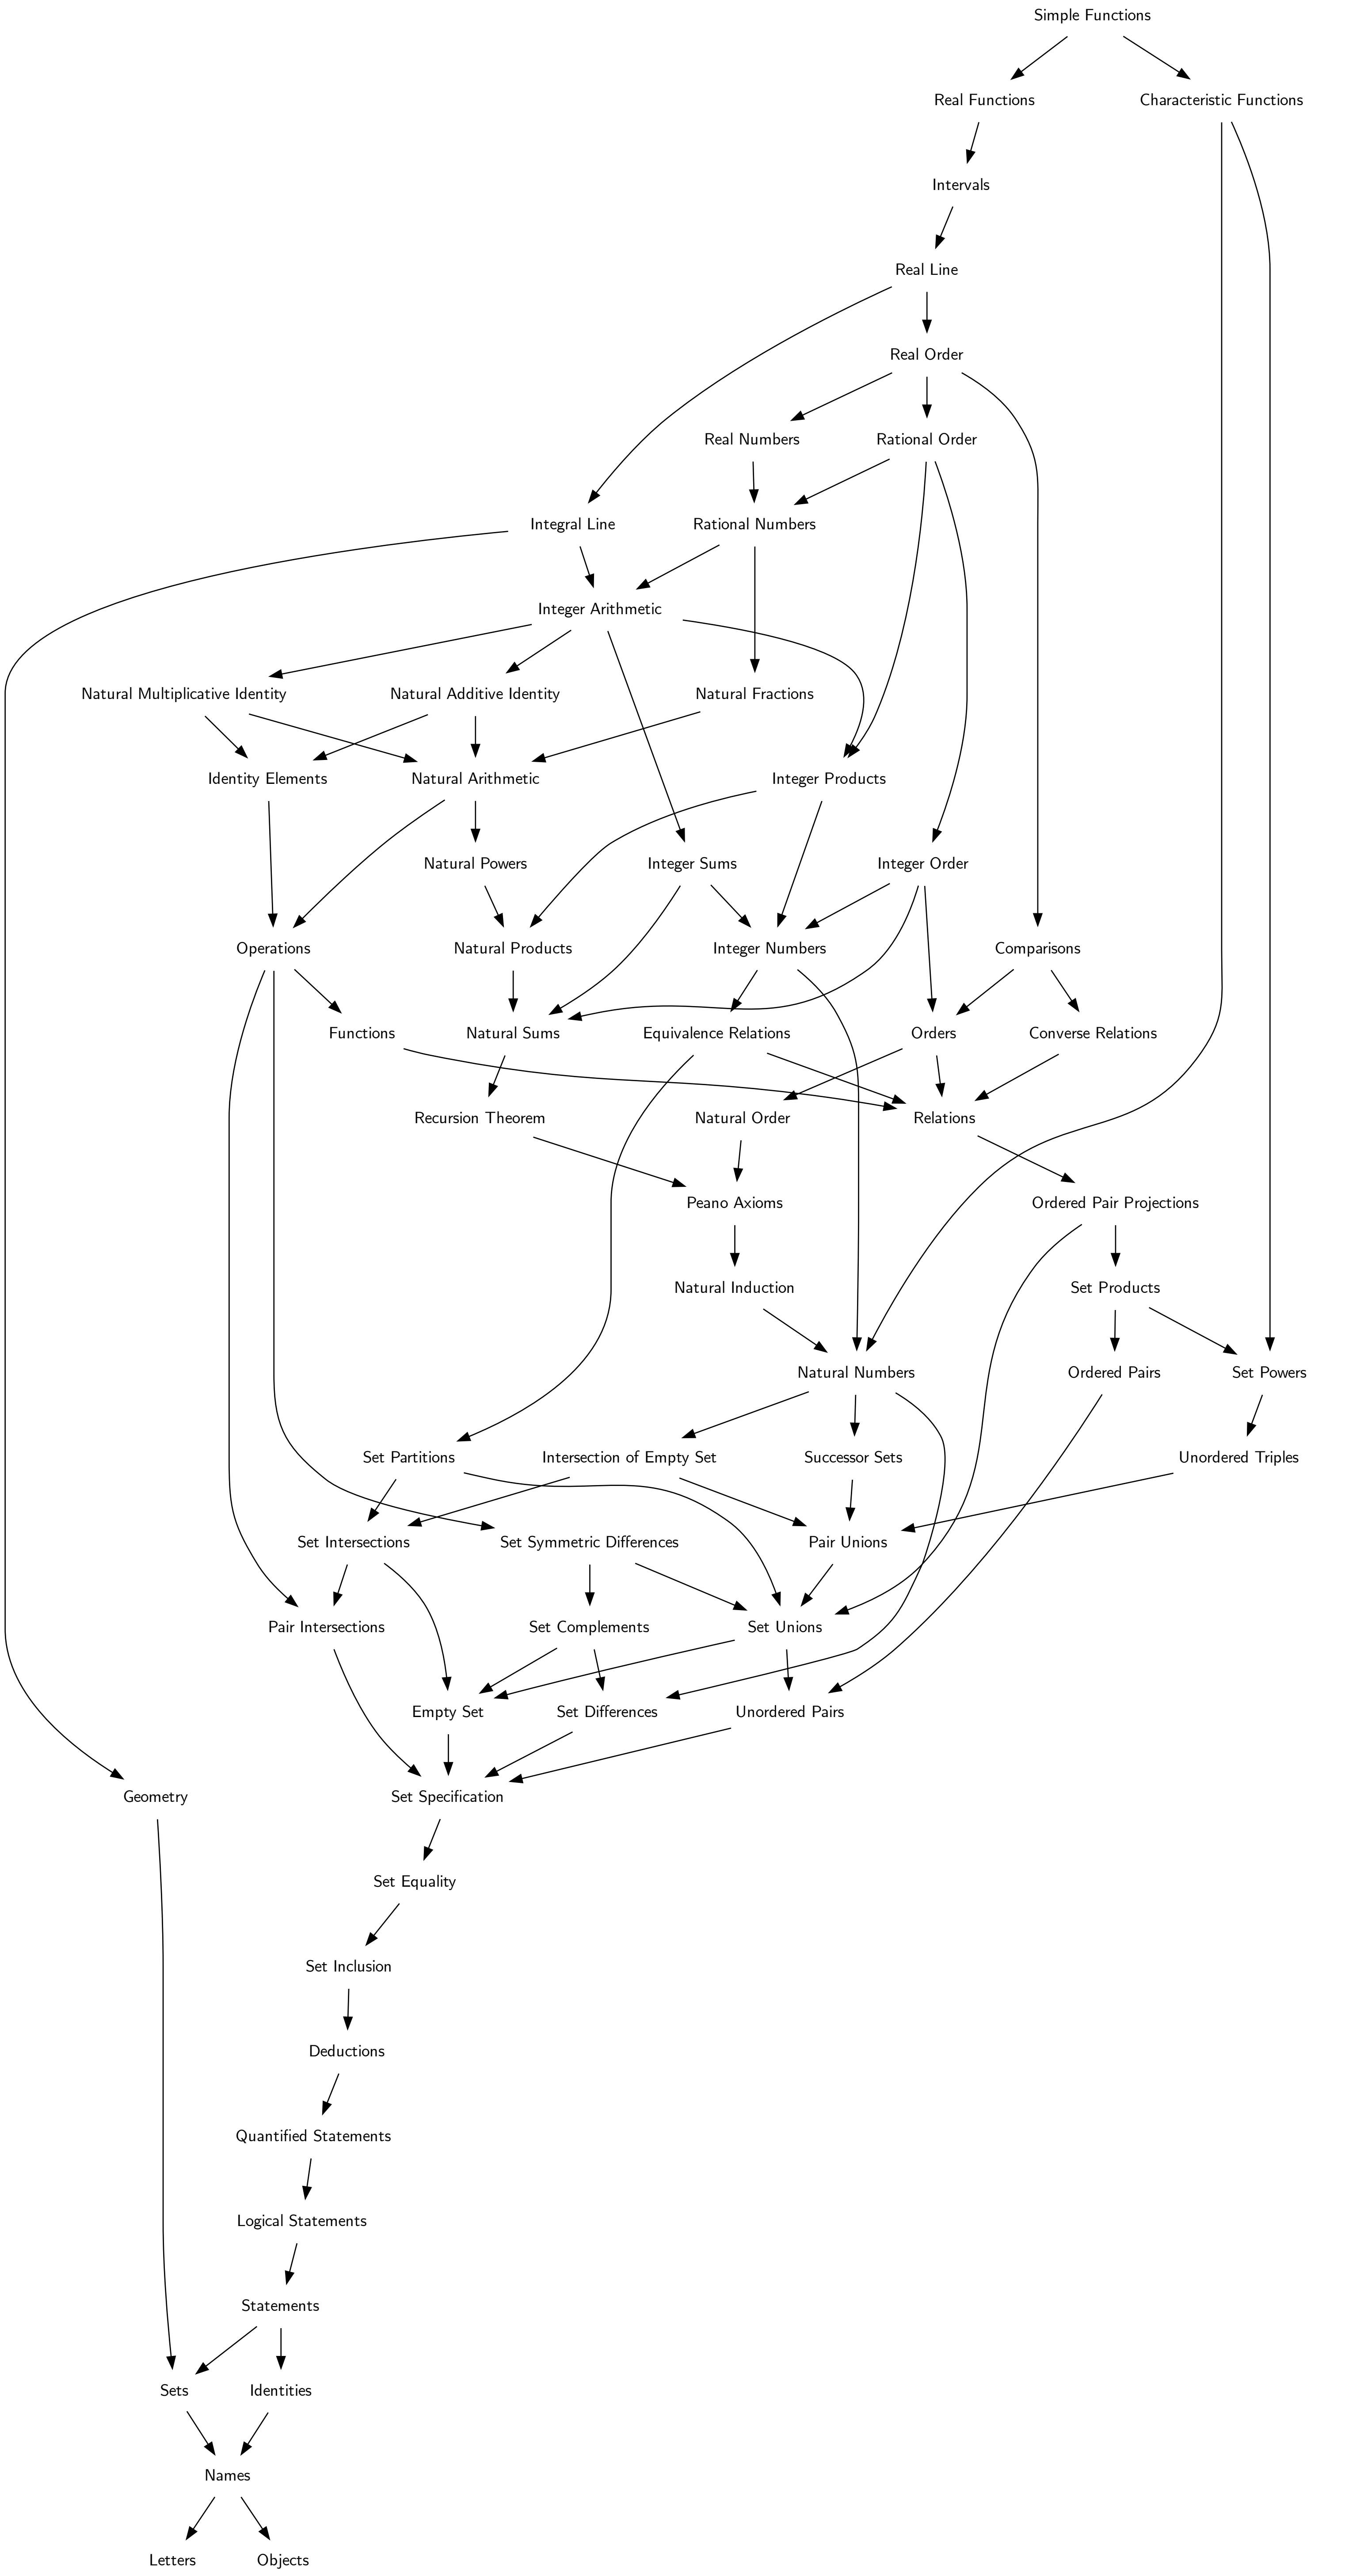 Simple Functions
Real Functions
Characteristic Functions
Intervals
Real Line
Real Order
Real Numbers
Rational Order
Integral Line
Rational Numbers
Integer Arithmetic
Natural Multiplicative Identity
Natural Additive Identity
Natural Fractions
Identity Elements
Natural Arithmetic
Integer Products
Natural Powers
Integer Sums
Integer Order
Operations
Natural Products
Integer Numbers
Comparisons
Functions
Natural Sums
Equivalence Relations
Orders
Converse Relations
Recursion Theorem
Natural Order
Relations
Peano Axioms
Ordered Pair Projections
Natural Induction
Set Products
Natural Numbers
Ordered Pairs
Set Powers
Set Partitions
Intersection of Empty Set
Successor Sets
Unordered Triples
Set Intersections
Set Symmetric Differences
Pair Unions
Pair Intersections
Set Complements
Set Unions
Empty Set
Set Differences
Unordered Pairs
Geometry
Set Specification
Set Equality
Set Inclusion
Deductions
Quantified Statements
Logical Statements
Statements
Sets
Identities
Names
Letters
Objects